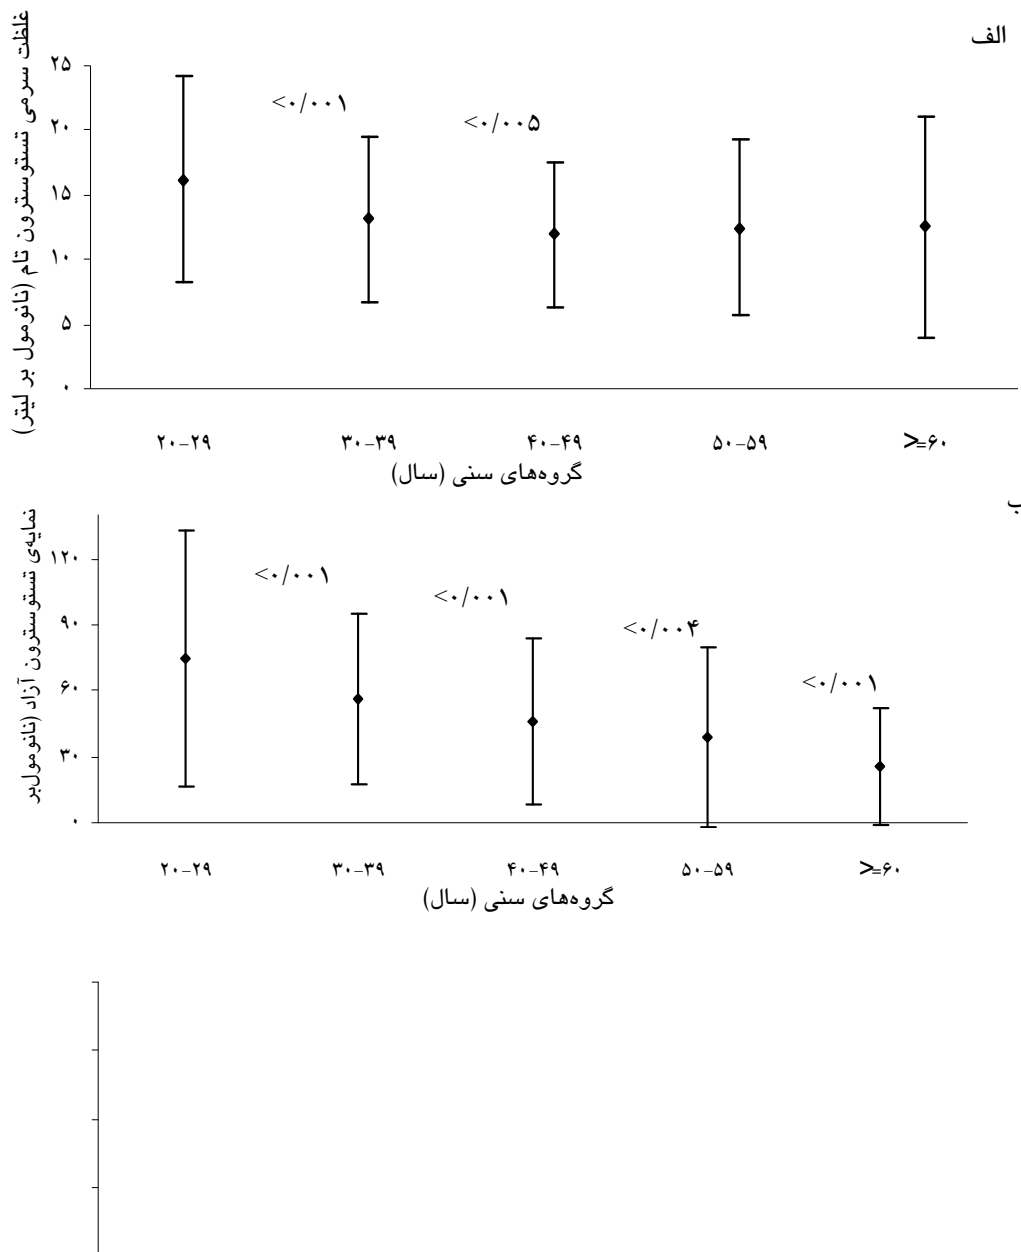 الف
غلظت سرمی تستوسترون تام (نانومول بر لیتر)
۲۵
<۰/۰۰۱
<۰/۰۰۵
۲۰
۱۵
۱۰
۵
۰
۲۰-۲۹ ۳۰-۳۹ ۴۰-۴۹ ۵۰-۵۹ >=۶۰
گروه‌های سنی (سال)
ب
نمایه‌ی تستوسترون آزاد (نانومول‌بر
۱۲۰
<۰/۰۰۱
<۰/۰۰۱
۹۰
<۰/۰۰۴
۶۰
<۰/۰۰۱
۳۰
۰
۲۰-۲۹ ۳۰-۳۹ ۴۰-۴۹ ۵۰-۵۹ >=۶۰
گروه‌های سنی (سال)